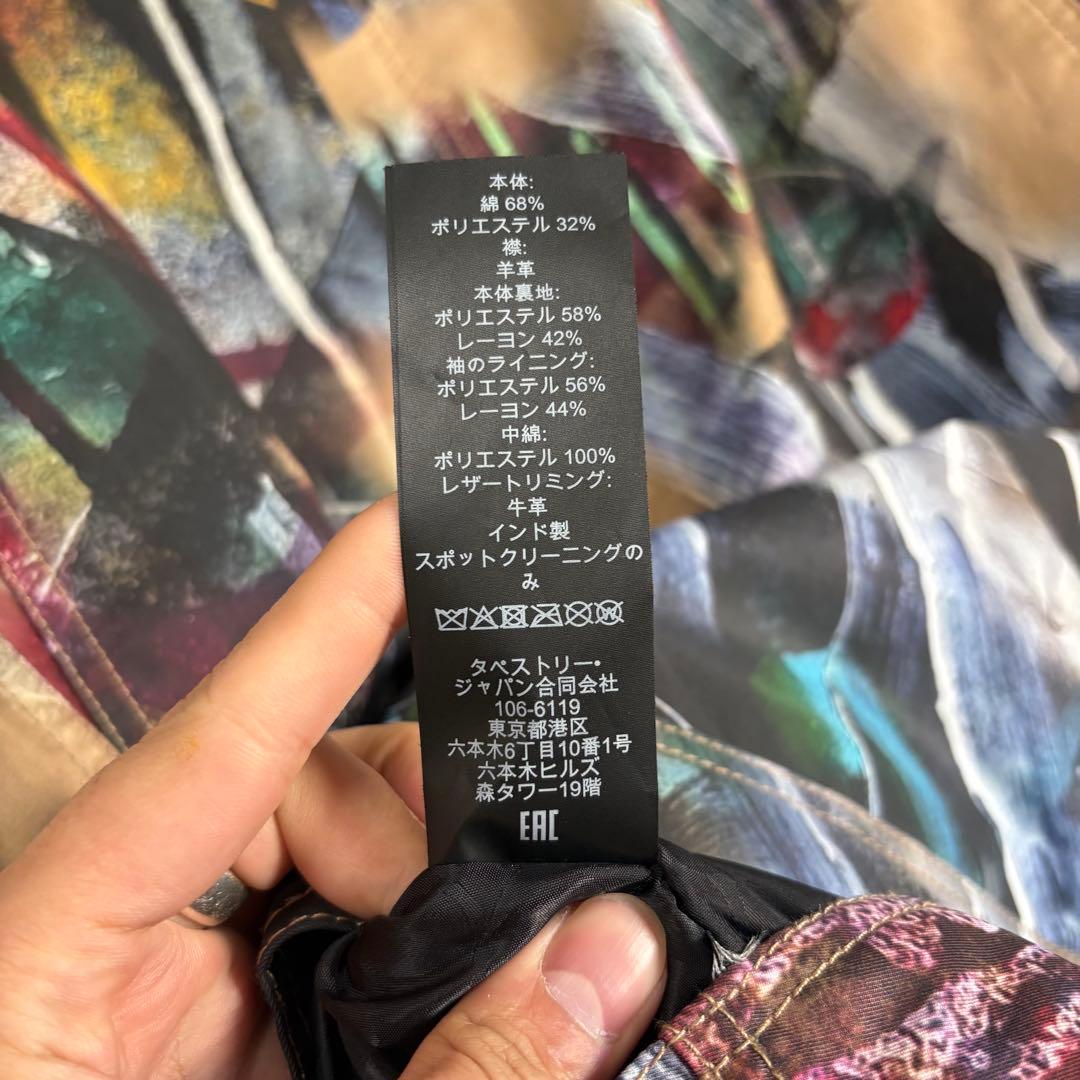 本体:
綿 68%
ポリエステル 32%
襟:
羊革
本体裏地:
ポリエステル 58%
レーヨン 42%
袖のライニング:
ポリエステル 56%
レーヨン 44%
中綿:
ポリエステル 100%
レザートリミング:
牛革
インド製
スポットクリーニングの
み
W
タペストリー•
ジャパン合同会社
106-6119
東京都港区
六本木6丁目10番1号
六本木ヒルズ
森タワー19階
EAC